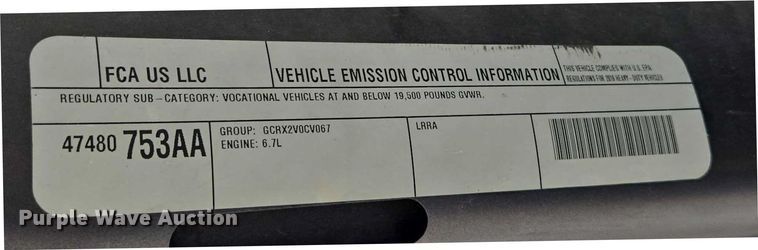 FCA US LLC
VEHICLE EMISSION CONTROL INFORMATION
THIS VEHICLE COMPLIES WITH U.S. EPA
REGULATIONS FOR 2016 HEAVY - DUTY VEHICLES
REGULATORY SUB-CATEGORY: VOCATIONAL VEHICLES AT AND BELOW 19,500 POUNDS GVWR.
47480 753AA
GROUP: GCRX2V0CV067
ENGINE: 6.7L
LRRA
Purple Wave Auction